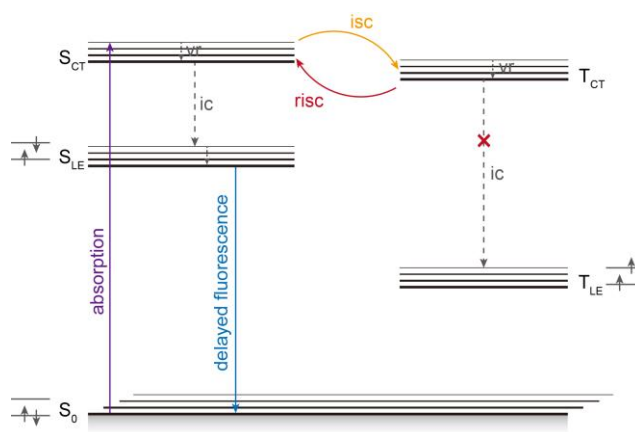 isc
vr
S_CT
vr
T_CT
risc
ic
S_LE
ic
absorption
delayed fluorescence
T_LE
S_0